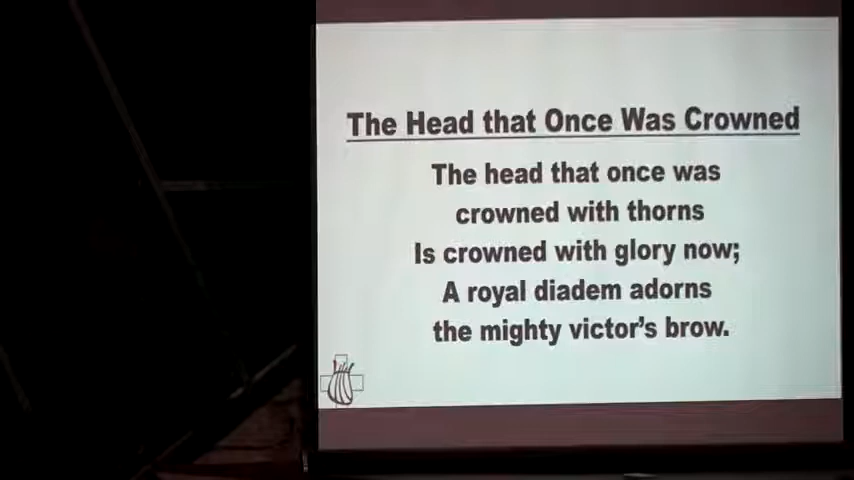 The Head that Once Was Crowned
The head that once was
crowned with thorns
Is crowned with glory now;
A royal diadem adorns
the mighty victor's brow.